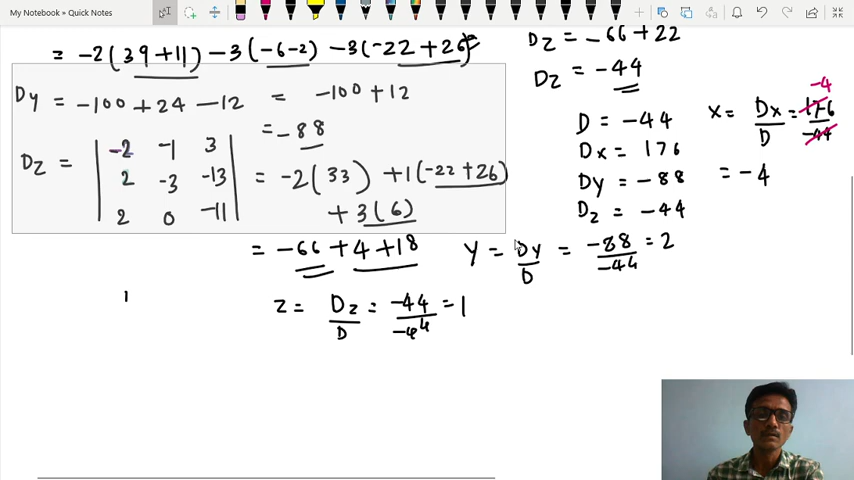 My Notebook » Quick Notes
= -2(39+11) -3(-6-2) -3(-22+26)
Dy = -100+24-12 = -100+12
= -88
Dz = | -2 -1 3 |
| 2 -3 -13 | = -2(33) +1(-22+26)
| 2 0 -11 | +3(6)
= -66+4+18
Dz = -66+22
Dz = -44
D = -44
Dx = 176
Dy = -88
Dz = -44
x = Dx/D = 176/-44 -4
= -4
y = Dy/D = -88/-44 = 2
z = Dz/D = -44/-44 = 1
1